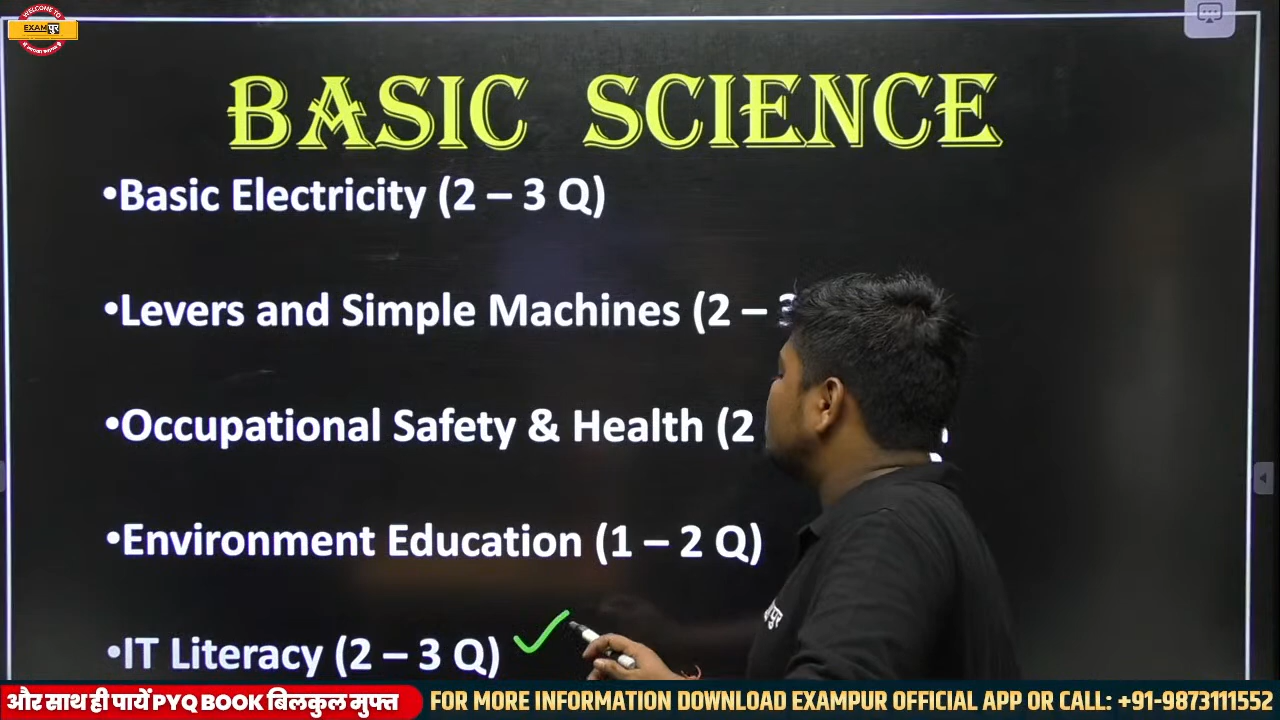 WELCOME TO
EXAMपुर
BASIC SCIENCE
•Basic Electricity (2 – 3 Q)
•Levers and Simple Machines (2 –
•Occupational Safety & Health (2
•Environment Education (1 – 2 Q)
•IT Literacy (2 – 3 Q)
पुर
और साथ ही पायें PYQ BOOK बिलकुल मुफ्त
FOR MORE INFORMATION DOWNLOAD EXAMPUR OFFICIAL APP OR CALL: +91-9873111552